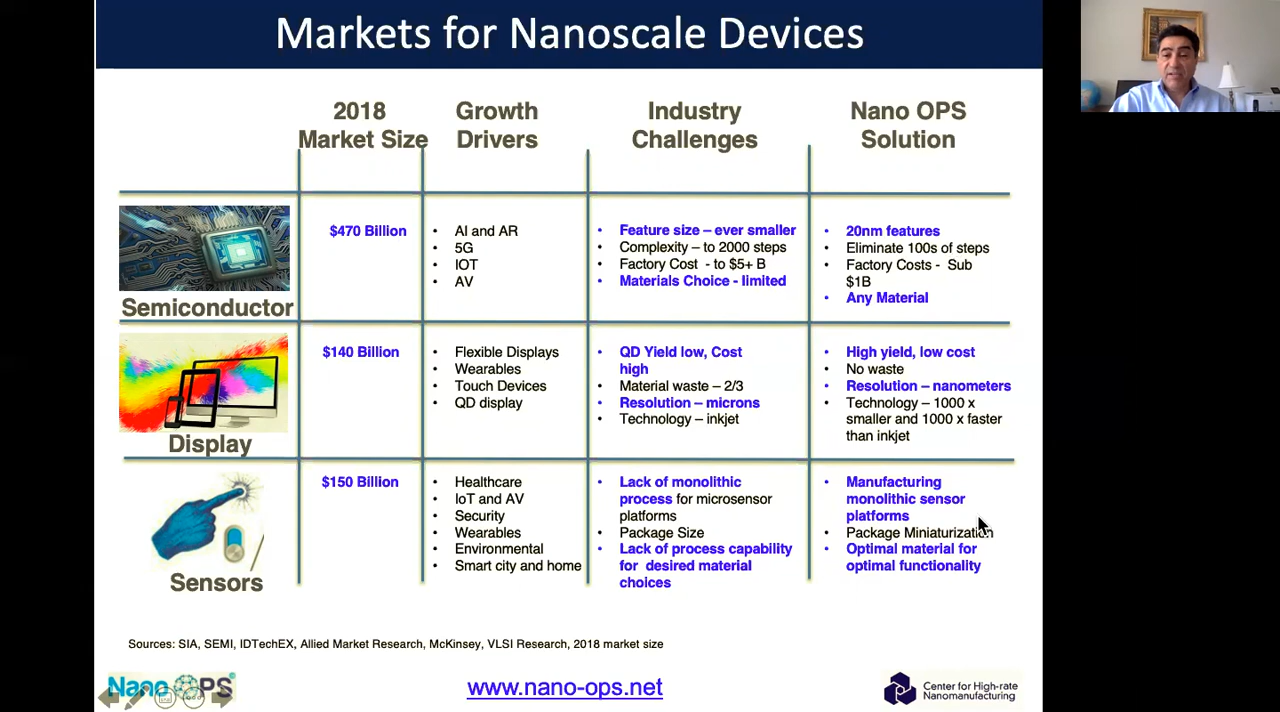 Markets for Nanoscale Devices
2018
Market Size
Growth
Drivers
Industry
Challenges
Nano OPS
Solution
Semiconductor
$470 Billion
• AI and AR
• 5G
• IOT
• AV
• Feature size – ever smaller
• Complexity – to 2000 steps
• Factory Cost - to $5+ B
• Materials Choice - limited
• 20nm features
• Eliminate 100s of steps
• Factory Costs - Sub
$1B
• Any Material
Display
$140 Billion
• Flexible Displays
• Wearables
• Touch Devices
• QD display
• QD Yield low, Cost
high
• Material waste – 2/3
• Resolution – microns
• Technology – inkjet
• High yield, low cost
• No waste
• Resolution – nanometers
• Technology – 1000 x
smaller and 1000 x faster
than inkjet
Sensors
$150 Billion
• Healthcare
• IoT and AV
• Security
• Wearables
• Environmental
• Smart city and home
• Lack of monolithic
process for microsensor
platforms
• Package Size
• Lack of process capability
for desired material
choices
• Manufacturing
monolithic sensor
platforms
• Package Miniaturization
• Optimal material for
optimal functionality
Sources: SIA, SEMI, IDTechEX, Allied Market Research, McKinsey, VLSI Research, 2018 market size
Nano OPS
www.nano-ops.net
Center for High-rate
Nanomanufacturing